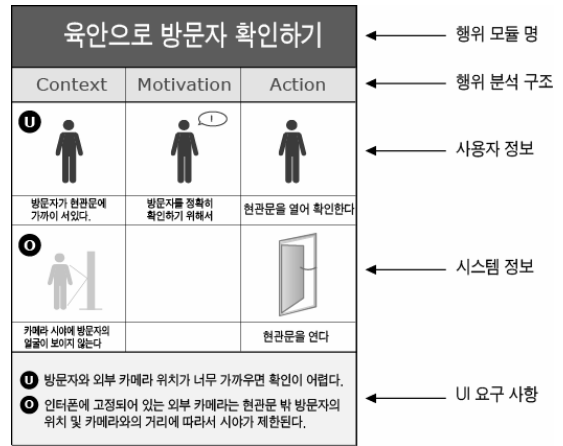 육안으로 방문자 확인하기
행위 모듈 명
Context
Motivation
Action
행위 분석 구조
U
!
사용자 정보
방문자가 현관문에
가까이 서있다.
방문자를 정확히
확인하기 위해서
현관문을 열어 확인한다
O
시스템 정보
카메라 시야에 방문자의
얼굴이 보이지 않는다
현관문을 연다
U 방문자와 외부 카메라 위치가 너무 가까우면 확인이 어렵다.
O 인터폰에 고정되어 있는 외부 카메라는 현관문 밖 방문자의
위치 및 카메라와의 거리에 따라서 시야가 제한된다.
UI 요구 사항